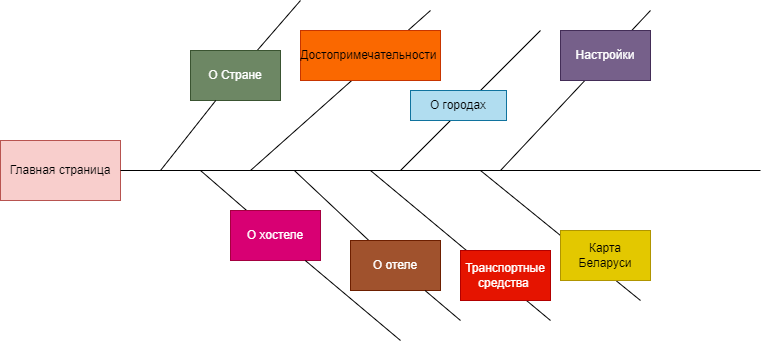 О Стране
Достопримечательности
О городах
Настройки
Главная страница
О хостеле
О отеле
Транспортные
средства
Карта
Беларуси